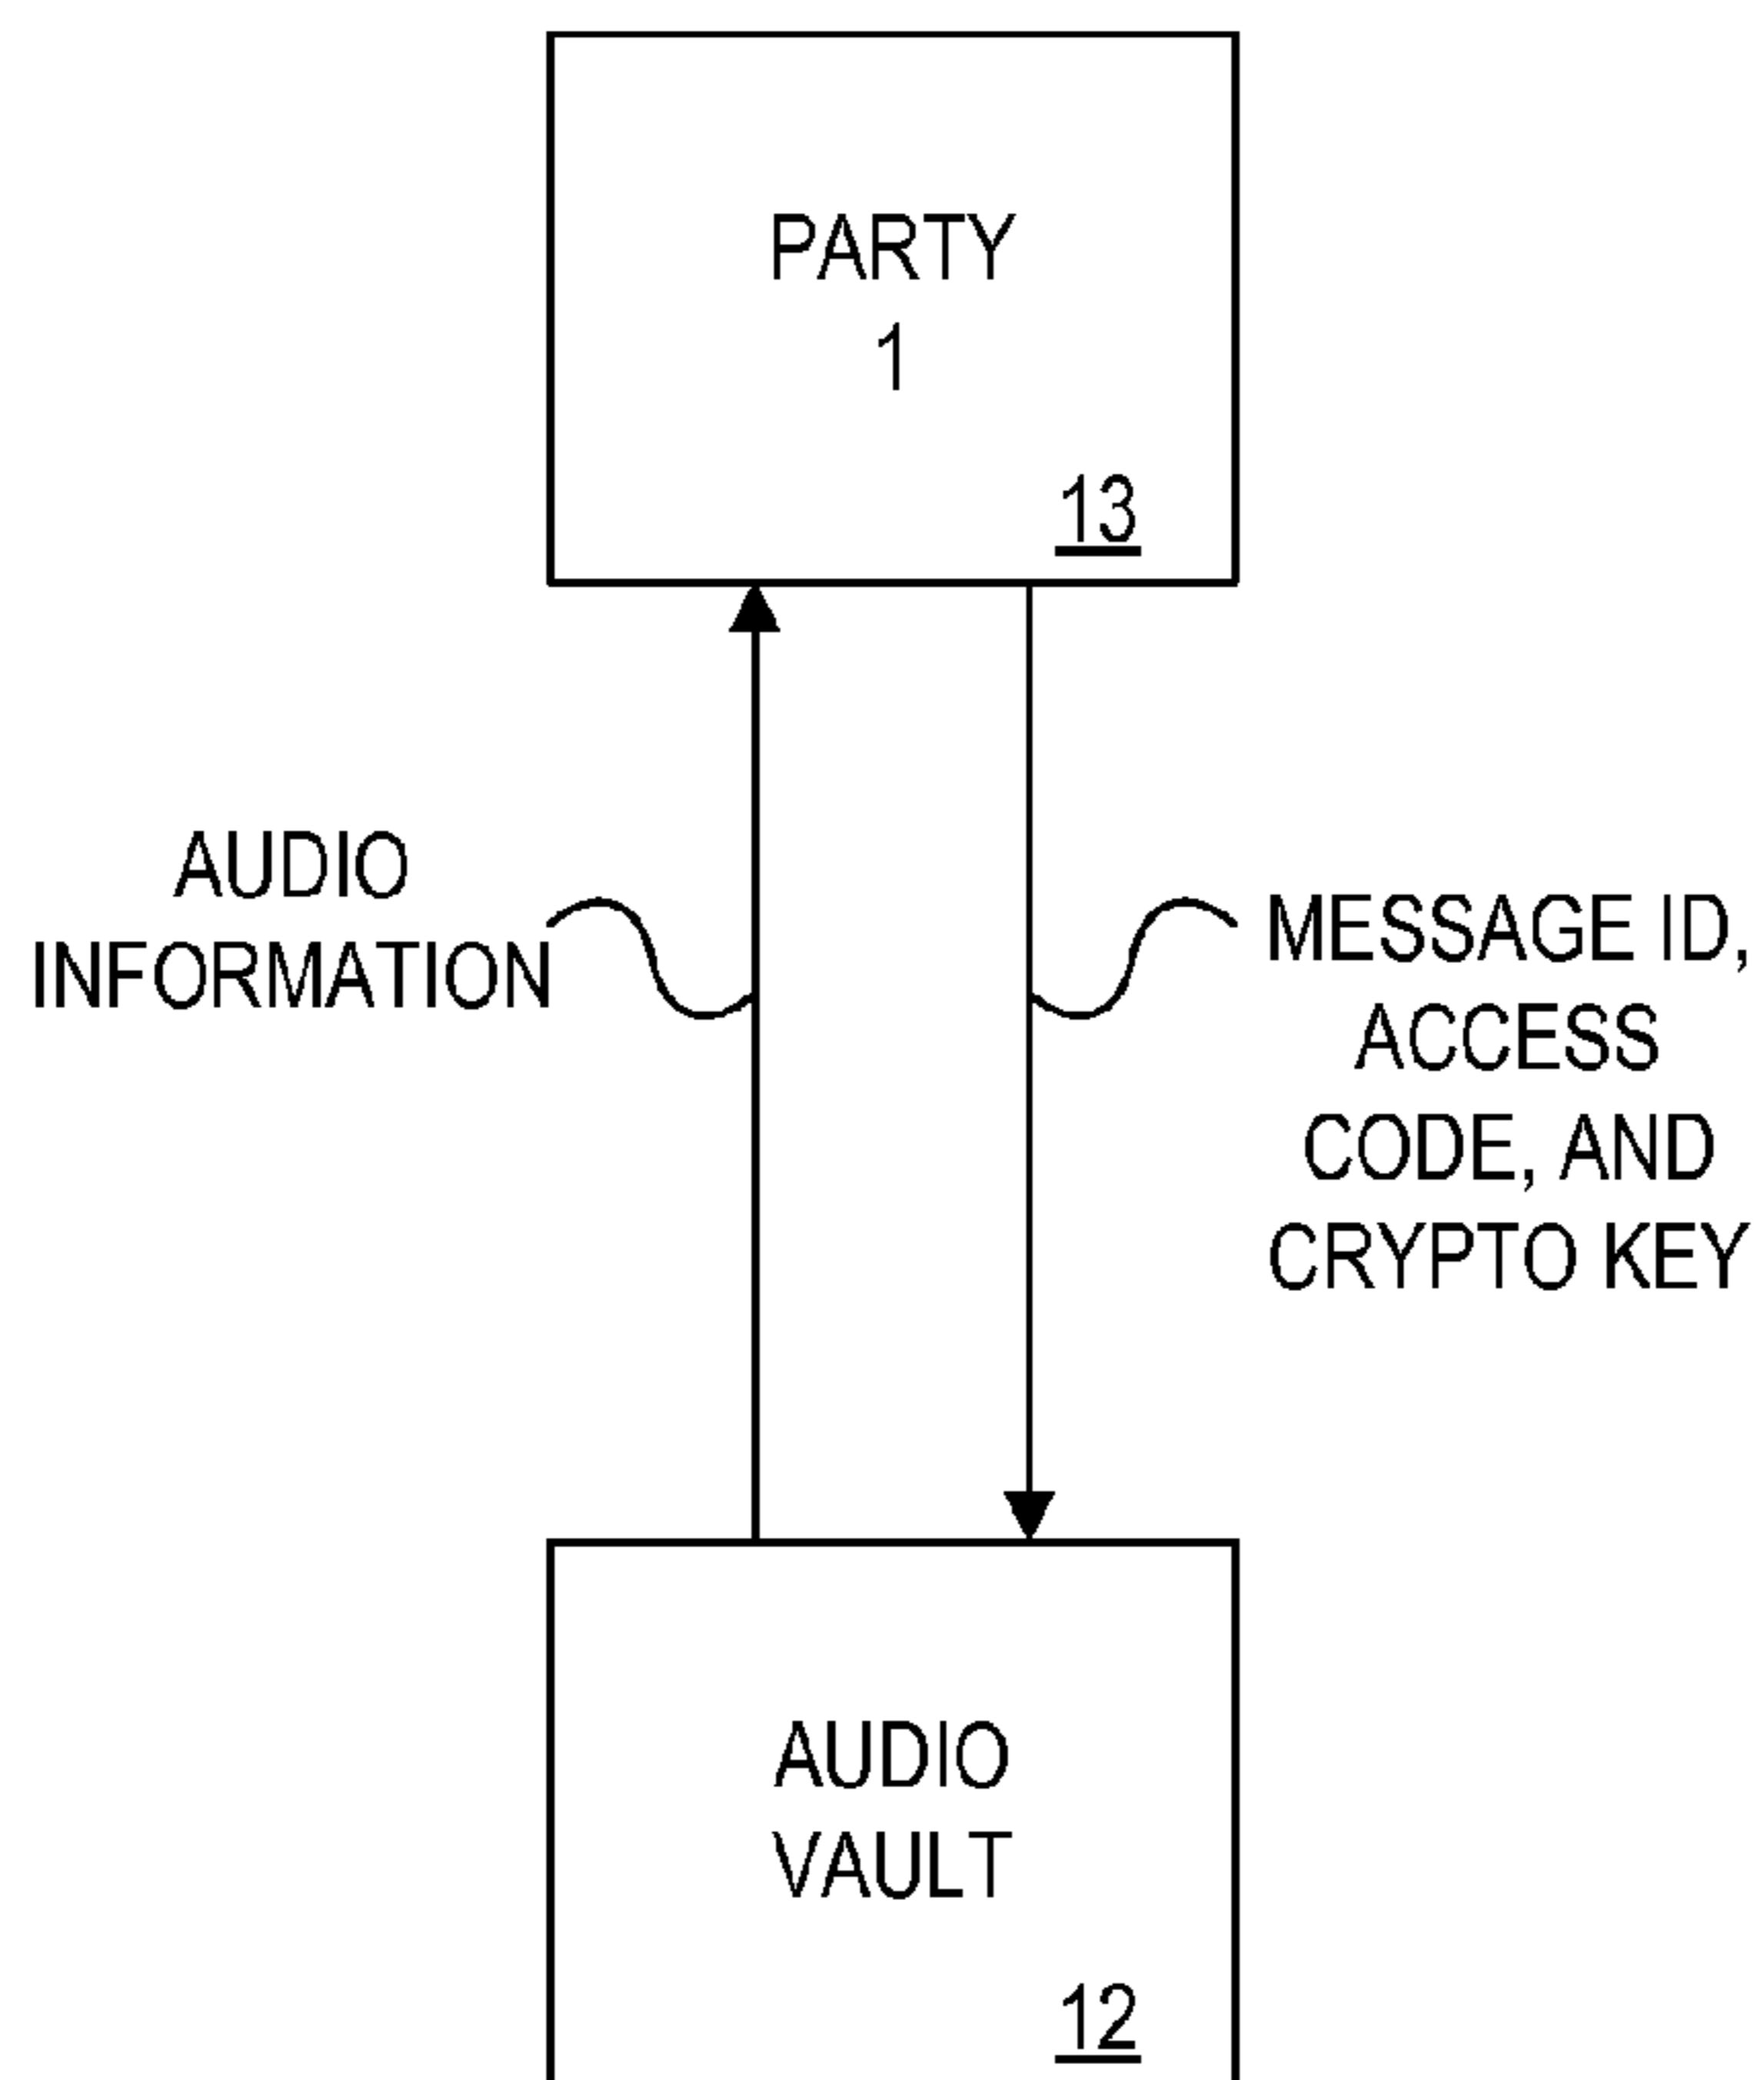 PARTY
1
13
AUDIO
INFORMATION
MESSAGE ID,
ACCESS
CODE, AND
CRYPTO KEY
AUDIO
VAULT
12